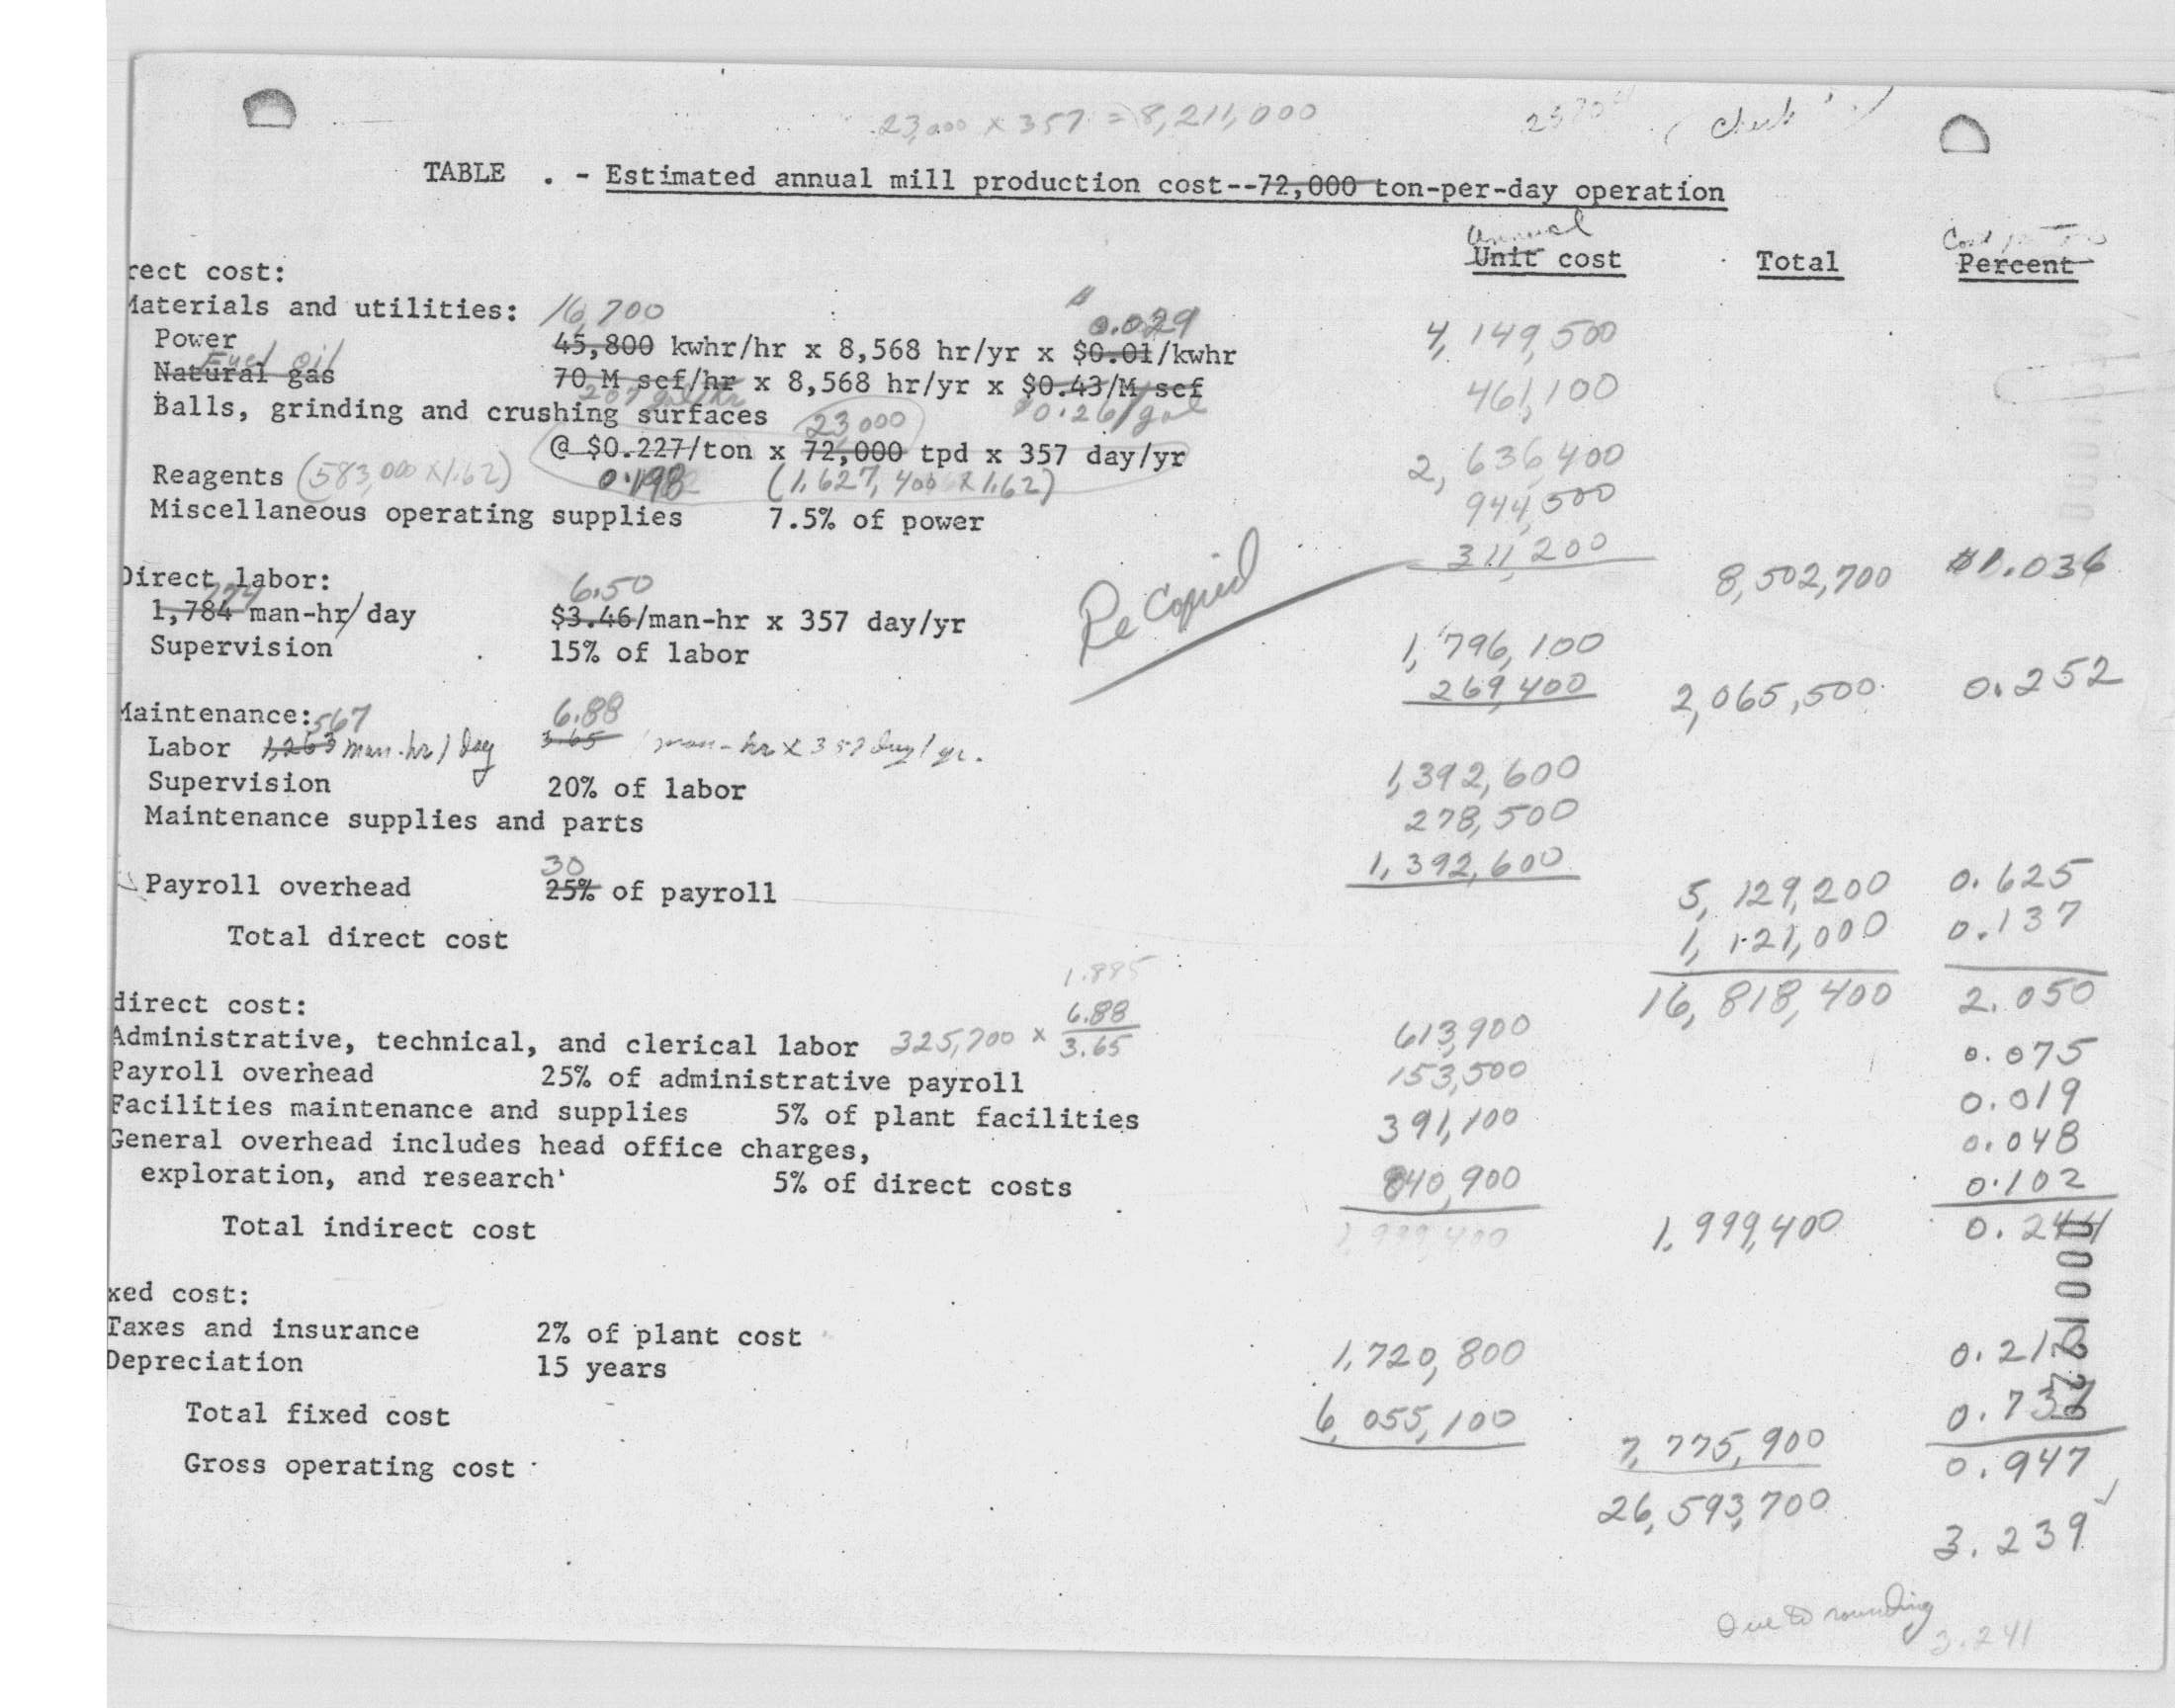 23,000 x 357 = 8,211,000
Check
TABLE . - Estimated annual mill production cost--72,000 ton-per-day operation
Annual
Unit cost Total Percent
rect cost:
Materials and utilities: 16,700 $0.029
Power 45,800 kwhr/hr x 8,568 hr/yr x $0.01/kwhr 4,149,500
Fuel oil
Natural gas 70 M scf/hr x 8,568 hr/yr x $0.43/M scf 461,100
207 gal/hr $0.26/gal
Balls, grinding and crushing surfaces 23,000
@ $0.227/ton x 72,000 tpd x 357 day/yr 2,636,400
Reagents (583,000 x 1.62) 0.198 (1,627,400 x 1.62) 944,500
Miscellaneous operating supplies 7.5% of power 311,200
8,502,700 $1.036
ReCopied
Direct labor: 6.50
774
1,784 man-hr/day $3.46/man-hr x 357 day/yr 1,796,100
Supervision 15% of labor 269,400 2,065,500 0.252
Maintenance: 567 6.88
Labor 1,263 man-hr/day 3.65 man-hr x 357 day/yr.
1,392,600
Supervision 20% of labor 278,500
Maintenance supplies and parts 1,392,600
5,129,200 0.625
30
Payroll overhead 25% of payroll 1,121,000 0.137
Total direct cost 16,818,400 2.050
1.885
direct cost: 6.88
Administrative, technical, and clerical labor 325,700 x 3.65 613,900 0.075
Payroll overhead 25% of administrative payroll 153,500 0.019
Facilities maintenance and supplies 5% of plant facilities 391,100 0.048
General overhead includes head office charges,
exploration, and research 5% of direct costs 840,900 0.102
Total indirect cost 1,999,400 1,999,400 0.244
xed cost:
Taxes and insurance 2% of plant cost 1,720,800
Depreciation 15 years 6,055,100
Total fixed cost 7,775,900 0.947
Gross operating cost 26,593,700 3.239
Due to rounding 3.241